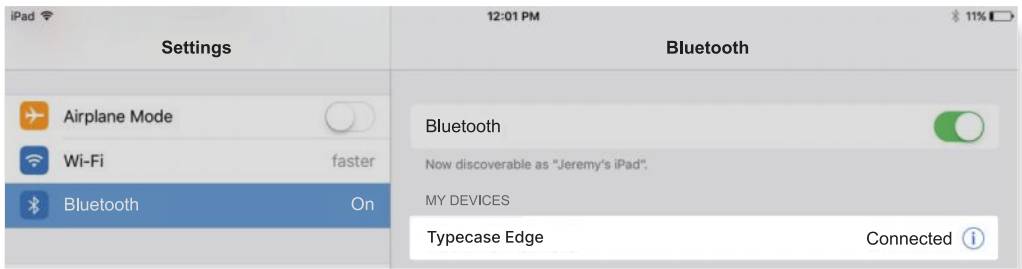 iPad 12:01 PM 11%
Settings Bluetooth
Airplane Mode
Bluetooth
Wi-Fi faster
Now discoverable as "Jeremy's iPad".
Bluetooth On
MY DEVICES
Typecase Edge Connected